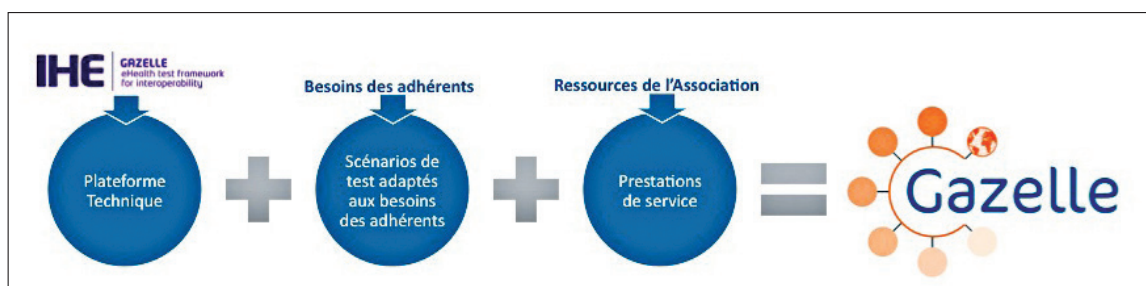 IHE
GAZELLE
eHealth test framework
for interoperability
Besoins des adhérents
Ressources de l'Association
Plateforme
Technique
Scénarios de
test adaptés
aux besoins
des adhérents
Prestations
de service
Gazelle